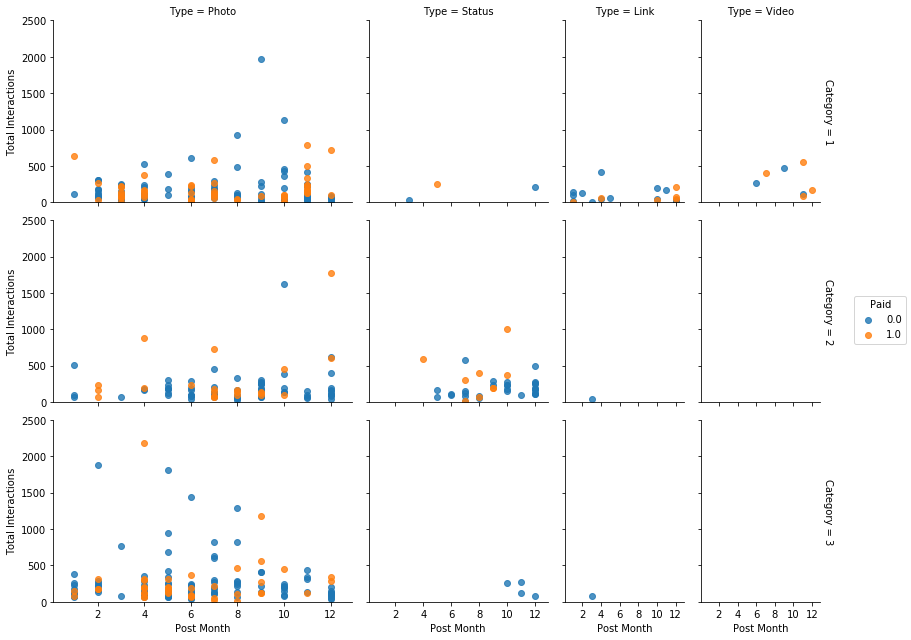 Type = Photo Type = Status Type = Link Type = Video
2500
2000
1500
1000
500
0
Total Interactions
Category = 1
2500
2000
1500
1000
500
0
Total Interactions
Category = 2
Paid
0.0
1.0
2500
2000
1500
1000
500
0
Total Interactions
Category = 3
2 4 6 8 10 12 2 4 6 8 10 12 2 4 6 8 10 12 2 4 6 8 10 12
Post Month Post Month Post Month Post Month